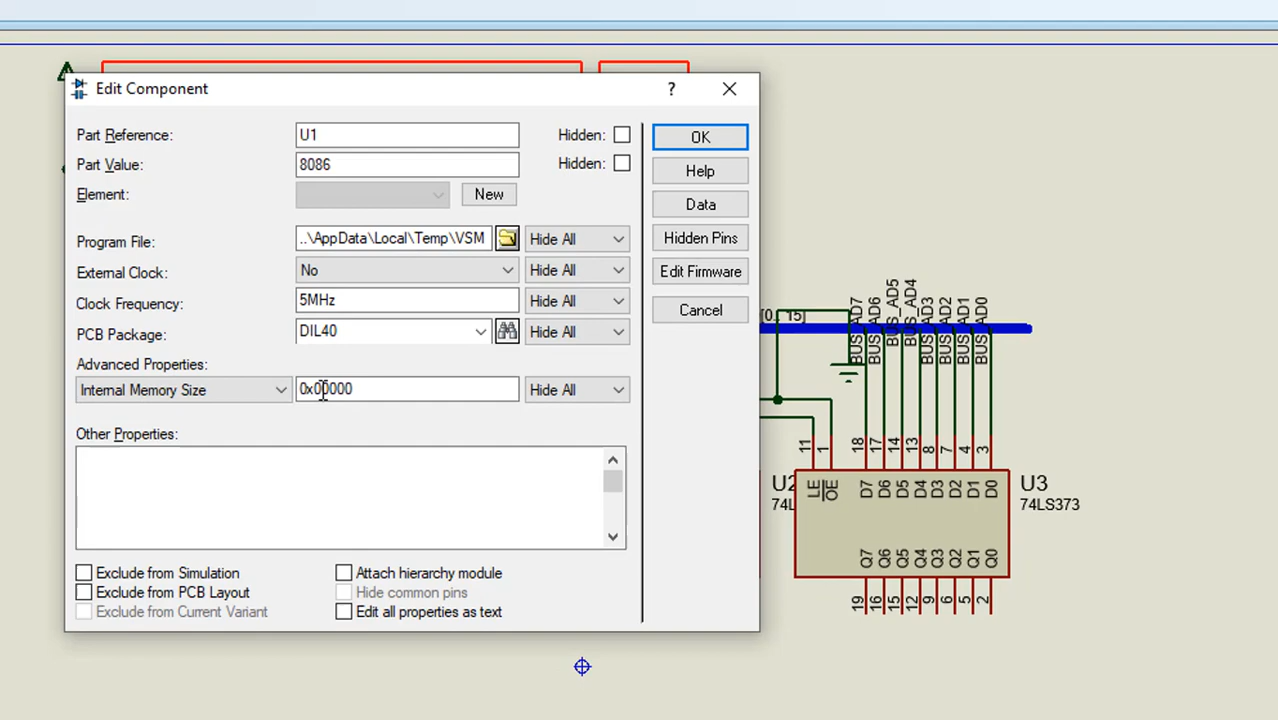 Edit Component
?
Part Reference:
U1
Hidden:
OK
Part Value:
8086
Hidden:
Help
Element:
New
Data
Program File:
..\AppData\Local\Temp\VSM
Hide All
Hidden Pins
External Clock:
No
Hide All
Edit Firmware
Clock Frequency:
5MHz
Hide All
Cancel
PCB Package:
DIL40
Hide All
Advanced Properties:
Internal Memory Size
0x00000
Hide All
Other Properties:
Exclude from Simulation
Attach hierarchy module
Exclude from PCB Layout
Hide common pins
Exclude from Current Variant
Edit all properties as text
[0..15]
BUS_AD7
BUS_AD6
BUS_AD5
BUS_AD4
BUS_AD3
BUS_AD2
BUS_AD1
BUS_AD0
11
1
18
17
14
13
8
7
4
3
U2
74L
LE
OE
D7
D6
D5
D4
D3
D2
D1
D0
U3
74LS373
Q7
Q6
Q5
Q4
Q3
Q2
Q1
Q0
19
16
15
12
9
6
5
2